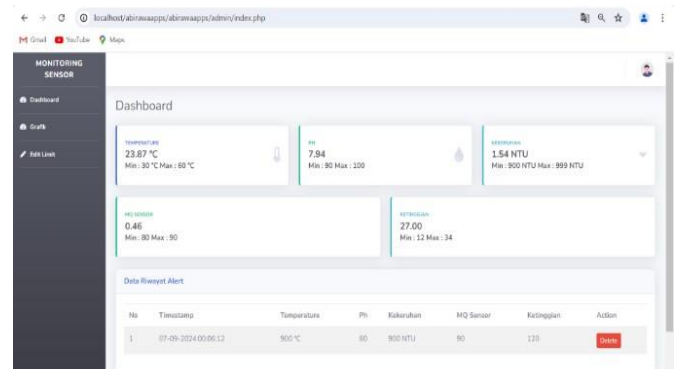 localhost/abirawaapps/abirawaapps/admin/index.php
Gmail YouTube Maps
MONITORING
SENSOR
Dashboard
Grafik
Edit Limit
Dashboard
TEMPERATURE
23.87 °C
Min : 30 °C Max : 60 °C
PH
7.94
Min : 90 Max : 100
KEKERUHAN
1.54 NTU
Min : 900 NTU Max : 999 NTU
MQ SENSOR
0.46
Min : 80 Max : 90
KETINGGIAN
27.00
Min : 12 Max : 34
Data Riwayat Alert
No Timestamp Temperature Ph Kekeruhan MQ Sensor Ketinggian Action
1 07-09-2024 00:06:12 900 °C 80 900 NTU 90 120 Delete